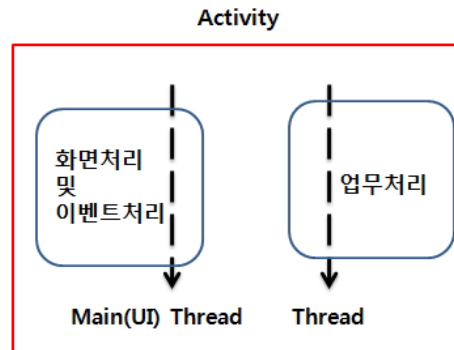 Activity
화면처리
및
이벤트처리
업무처리
Main(UI) Thread
Thread